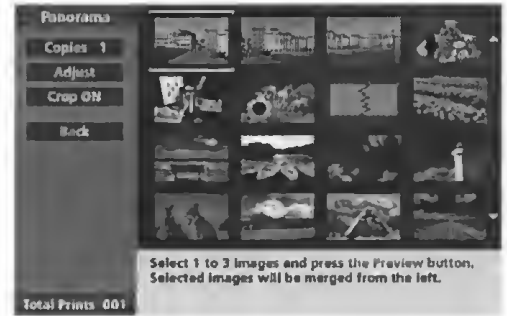 Panorama
Copies 1
Adjust
Crop ON
Back
Select 1 to 3 images and press the Preview button.
Selected images will be merged from the left.
Total Prints 001